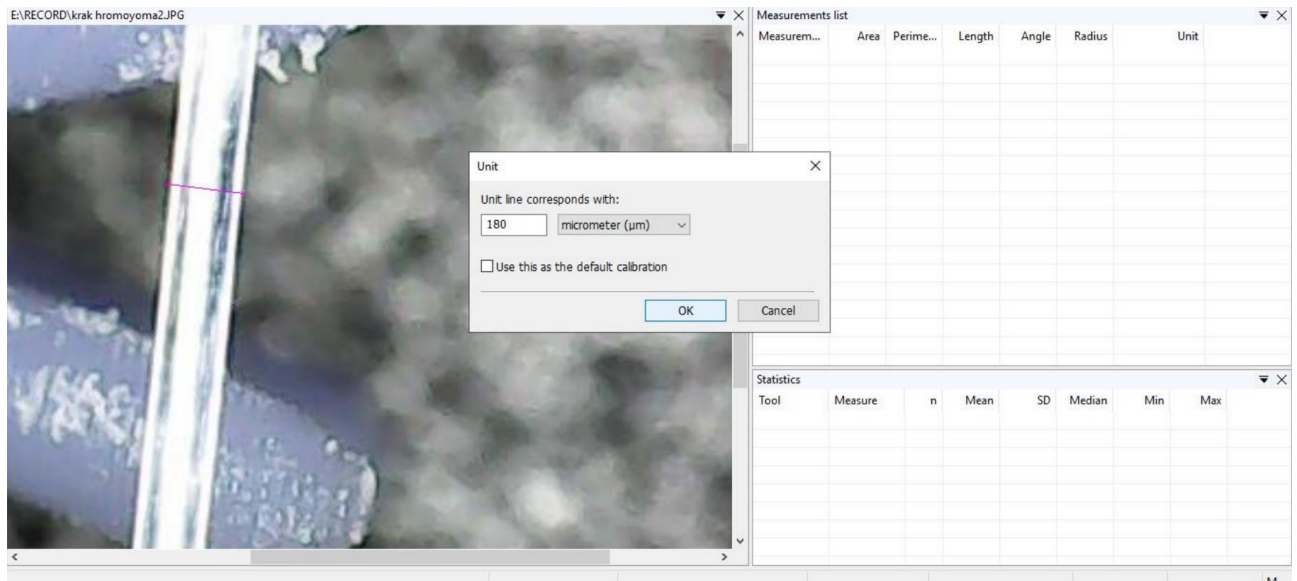 E:\RECORD\krak hromoyoma2.JPG
Measurements list
Measurem... Area Perime... Length Angle Radius Unit
Unit
Unit line corresponds with:
180 micrometer (µm)
Use this as the default calibration
OK Cancel
Statistics
Tool Measure n Mean SD Median Min Max